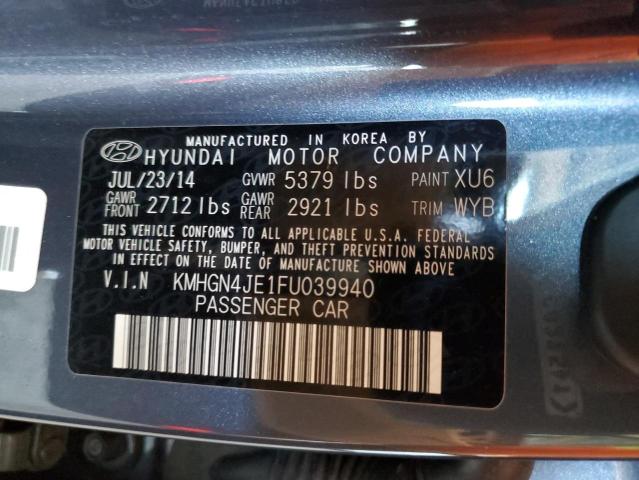 MANUFACTURED IN KOREA BY
HYUNDAI MOTOR COMPANY
JUL/23/14 GVWR 5379 lbs PAINT XU6
GAWR FRONT 2712 lbs GAWR REAR 2921 lbs TRIM WYB
THIS VEHICLE CONFORMS TO ALL APPLICABLE U.S.A. FEDERAL
MOTOR VEHICLE SAFETY, BUMPER, AND THEFT PREVENTION STANDARDS
IN EFFECT ON THE DATE OF MANUFACTURE SHOWN ABOVE.
V.I.N KMHGN4JE1FU039940
PASSENGER CAR